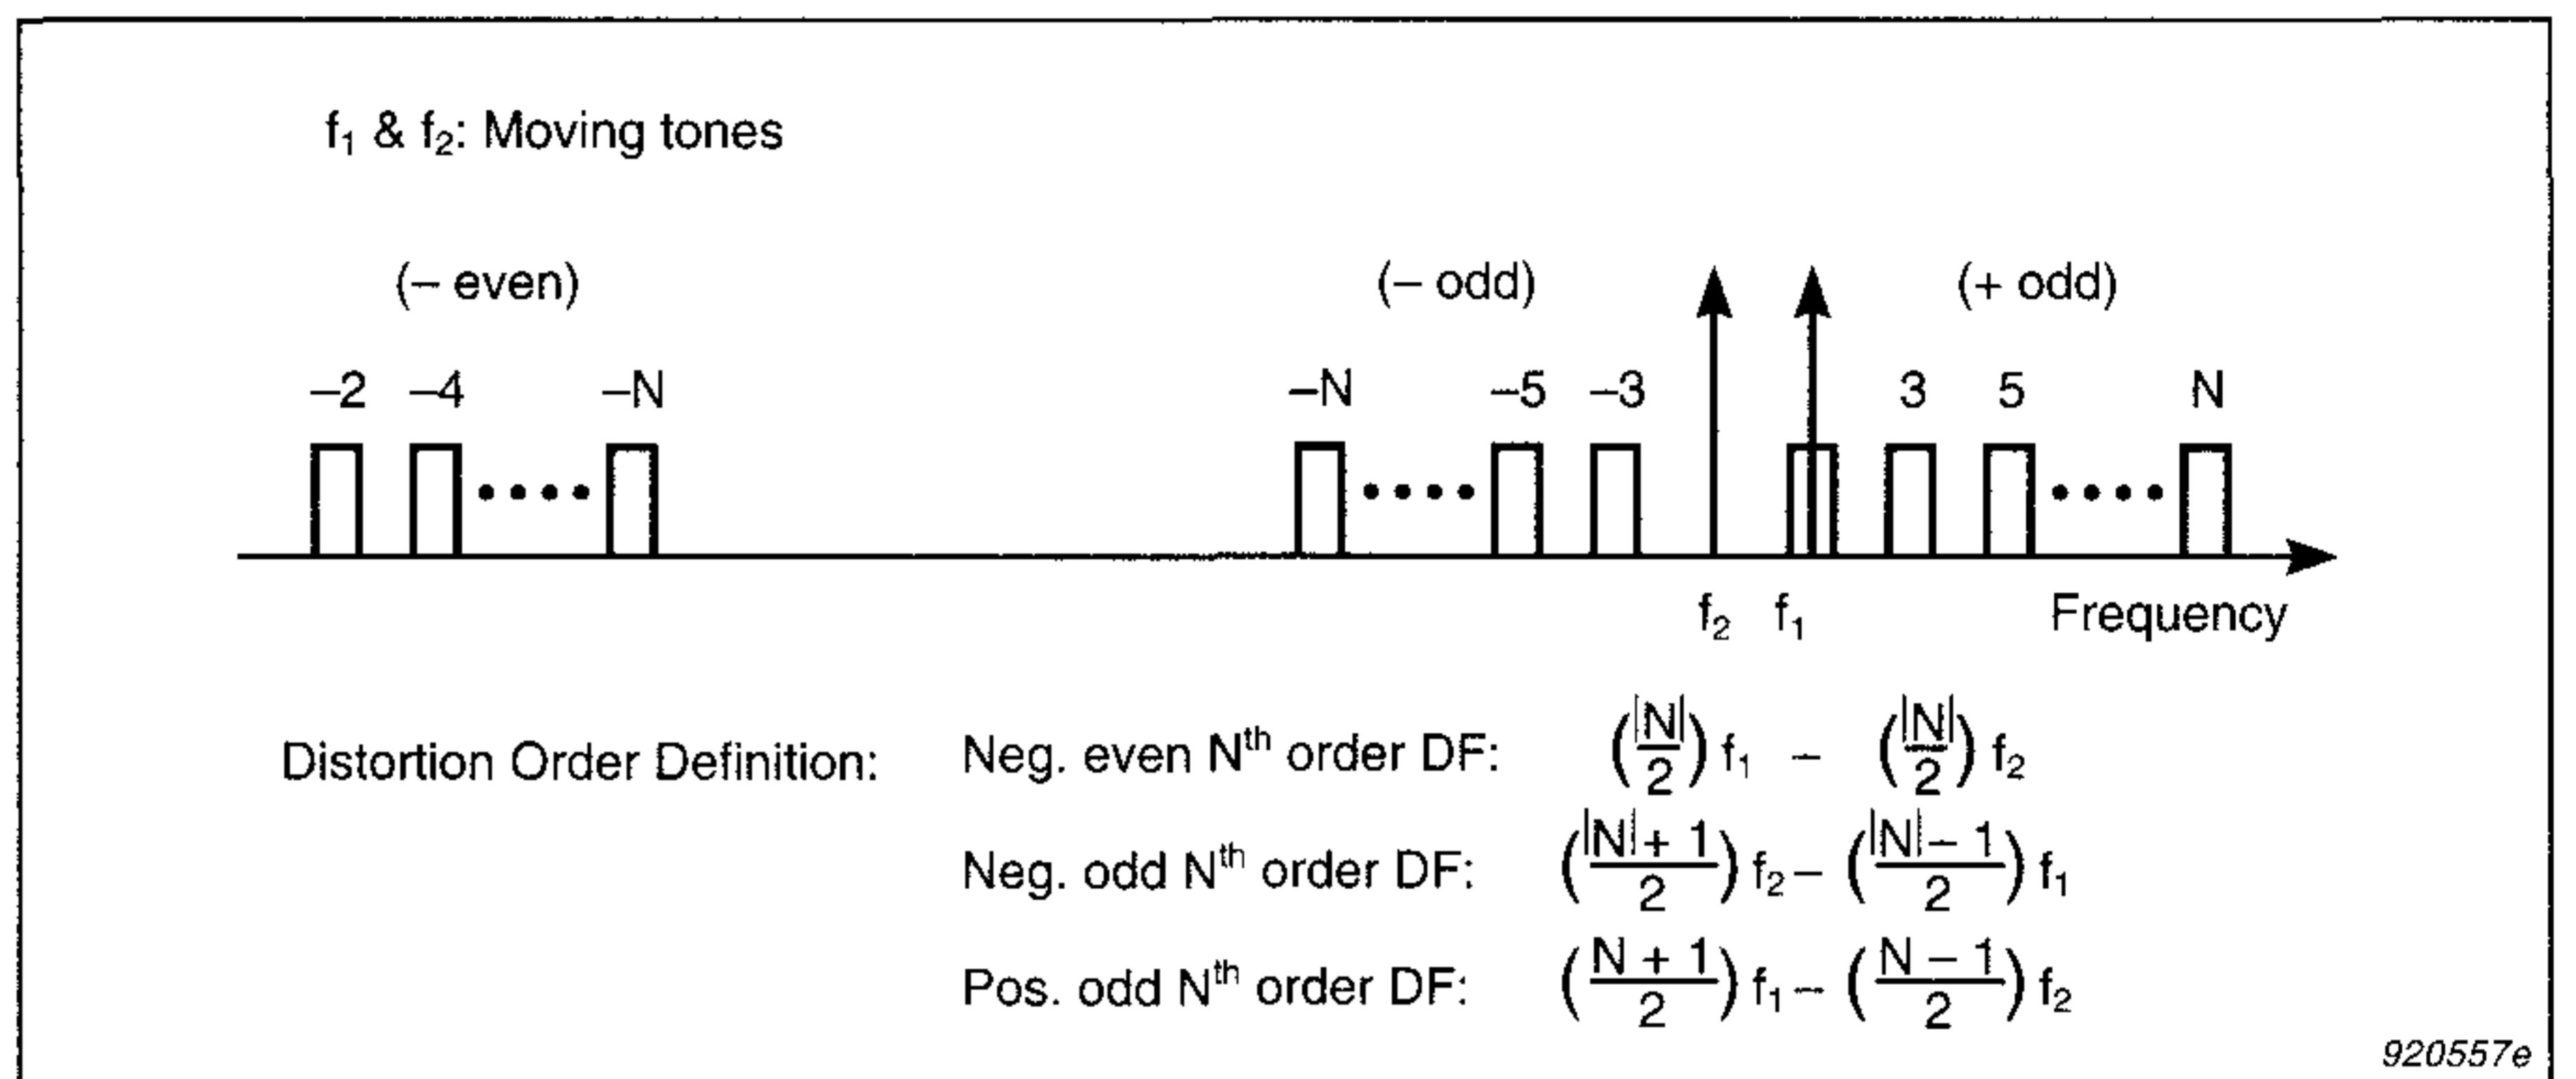 f₁ & f₂: Moving tones
(– even) (– odd) (+ odd)
–2 –4 –N –N –5 –3 3 5 N
f₂ f₁ Frequency
Distortion Order Definition: Neg. even Nᵗʰ order DF: (|N|/2) f₁ – (|N|/2) f₂
Neg. odd Nᵗʰ order DF: ((|N| + 1)/2) f₂ – ((|N| – 1)/2) f₁
Pos. odd Nᵗʰ order DF: ((N + 1)/2) f₁ – ((N – 1)/2) f₂
920557e